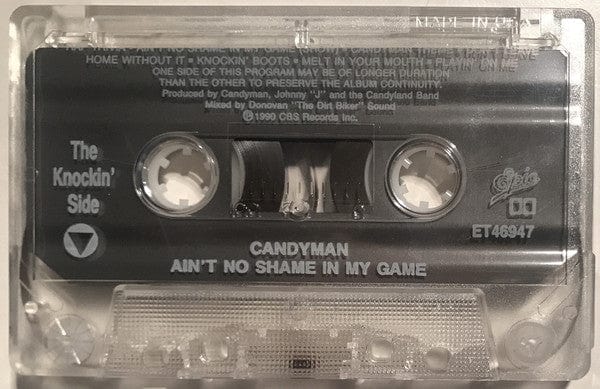 MADE IN USA
AIN'T NO SHAME IN MY GAME
HOME WITHOUT IT • KNOCKIN' BOOTS • MELT IN YOUR MOUTH • PLAYIN' ON ME
ONE SIDE OF THIS PROGRAM MAY BE OF LONGER DURATION
THAN THE OTHER TO PRESERVE THE ALBUM CONTINUITY.
Produced by Candyman, Johnny "J" and the Candyland Band
Mixed by Donovan "The Dirt Biker" Sound
℗1990 CBS Records Inc.
The
Knockin'
Side
Epic
ET46947
CANDYMAN
AIN'T NO SHAME IN MY GAME